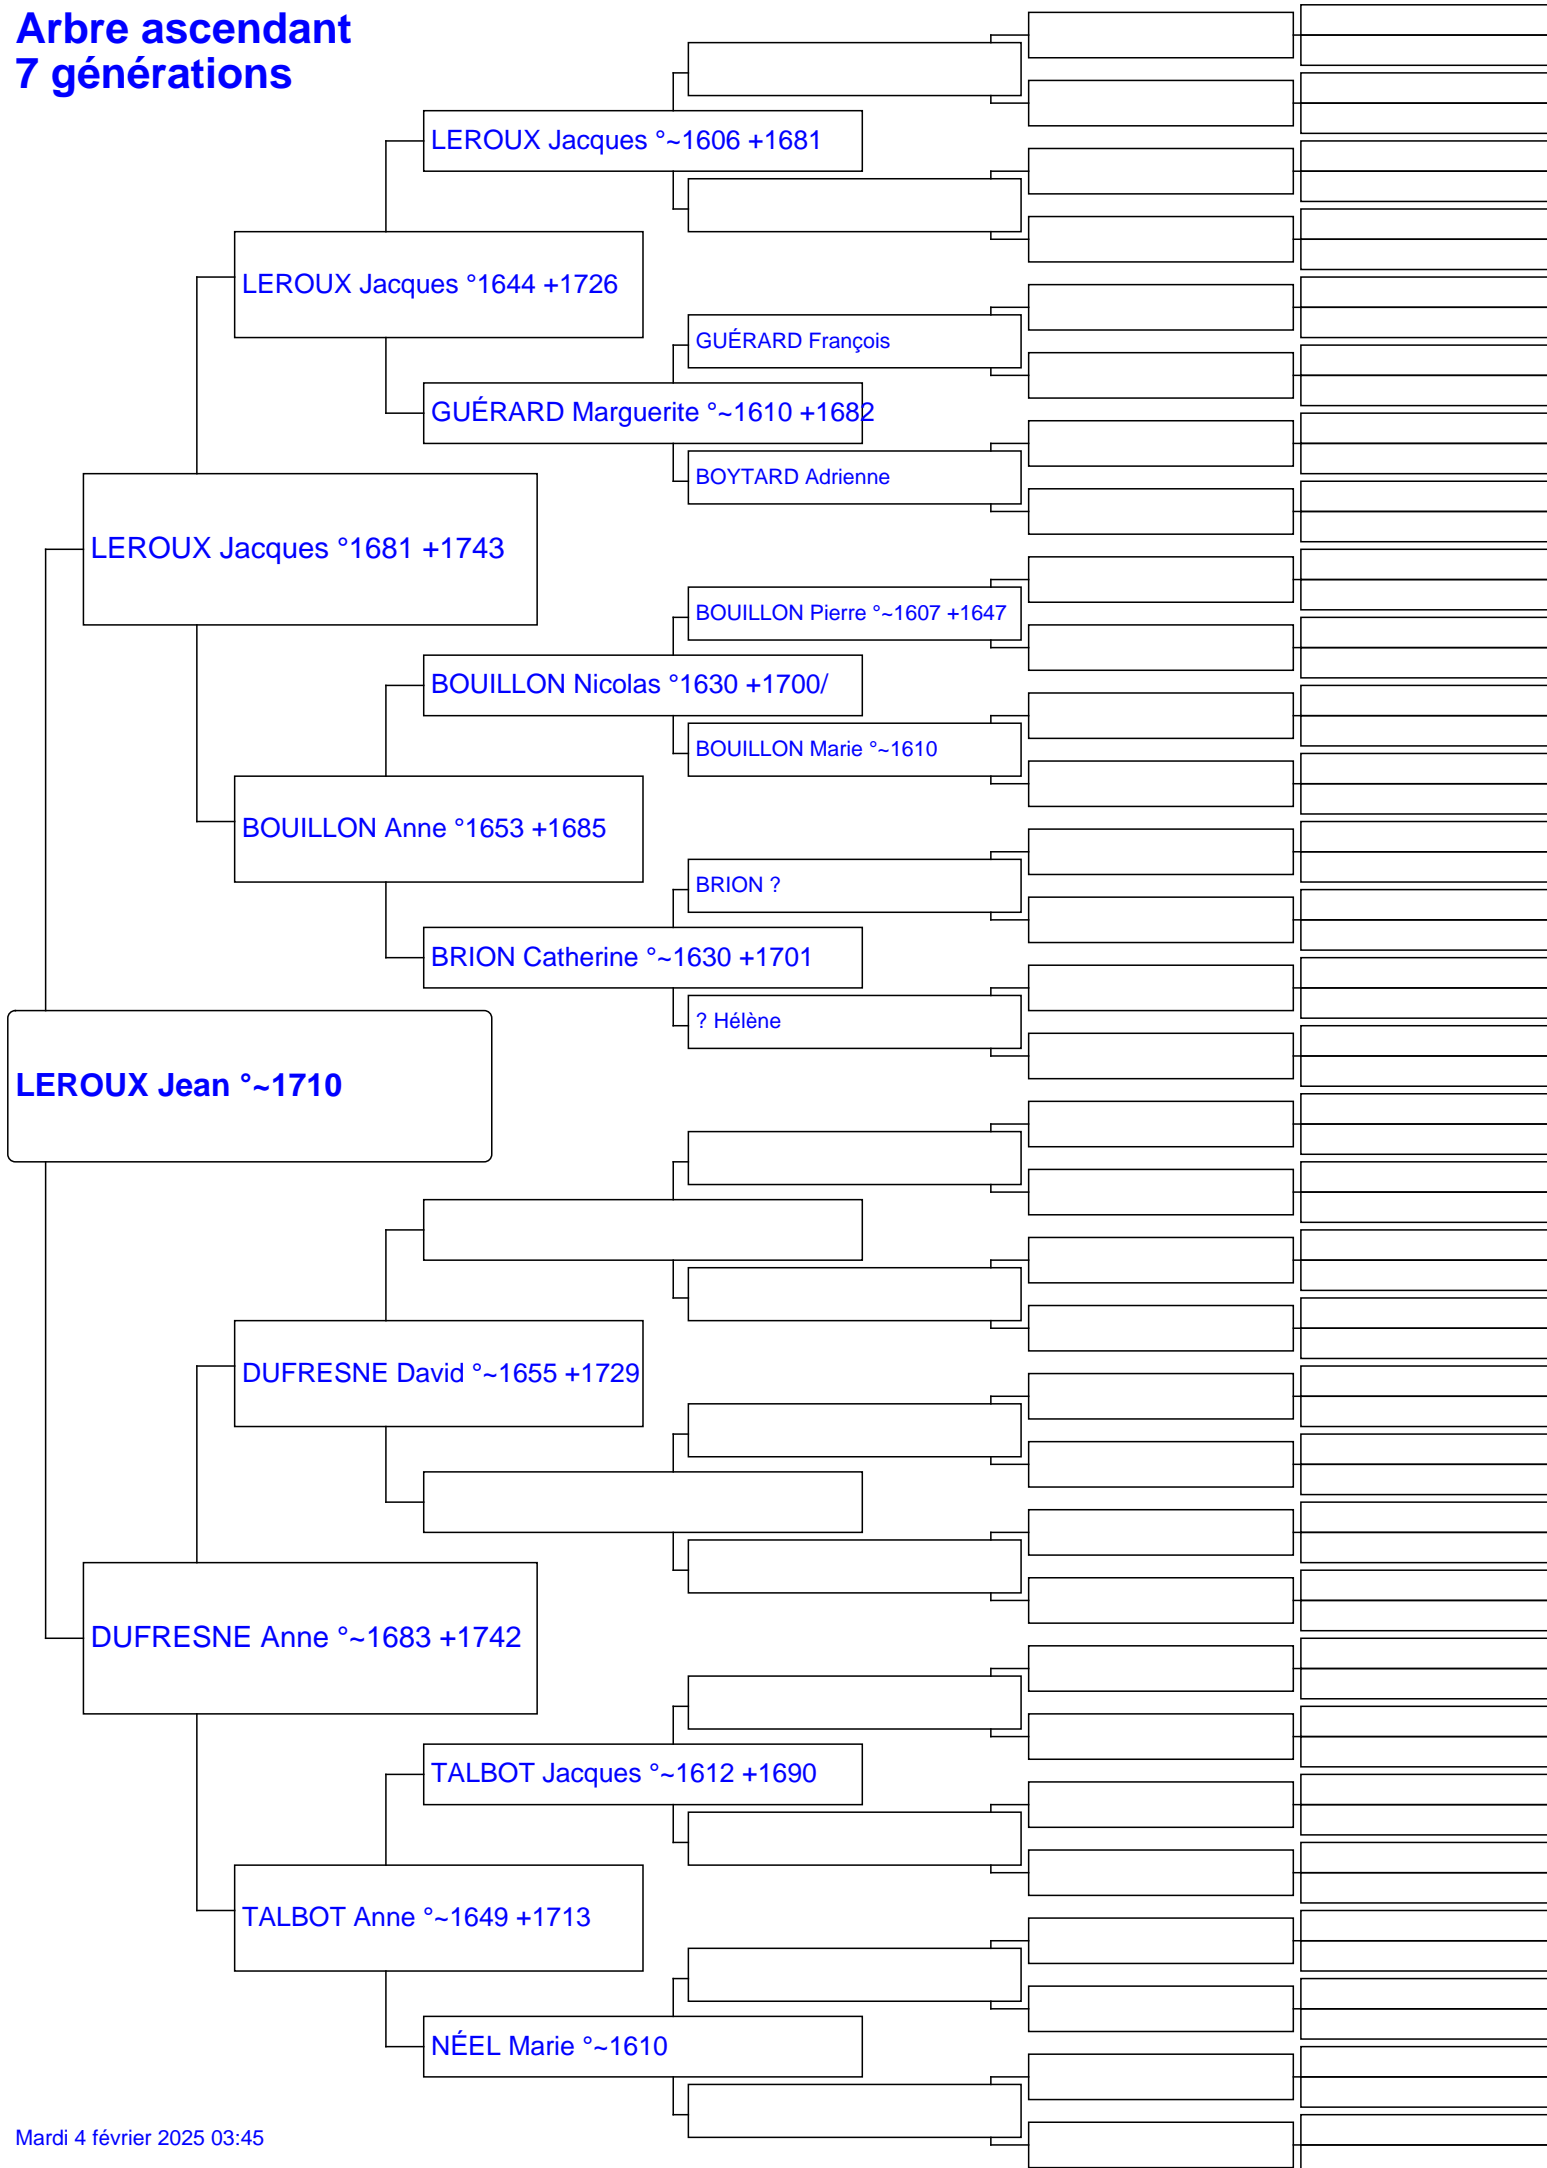 Arbre ascendant
7 générations
LEROUX Jacques °~1606 +1681
LEROUX Jacques °1644 +1726
GUÉRARD François
GUÉRARD Marguerite °~1610 +1682
BOYTARD Adrienne
LEROUX Jacques °1681 +1743
BOUILLON Pierre °~1607 +1647
BOUILLON Nicolas °1630 +1700/
BOUILLON Marie °~1610
BOUILLON Anne °1653 +1685
BRION ?
BRION Catherine °~1630 +1701
? Hélène
LEROUX Jean °~1710
DUFRESNE David °~1655 +1729
DUFRESNE Anne °~1683 +1742
TALBOT Jacques °~1612 +1690
TALBOT Anne °~1649 +1713
NÉEL Marie °~1610
Mardi 4 février 2025 03:45